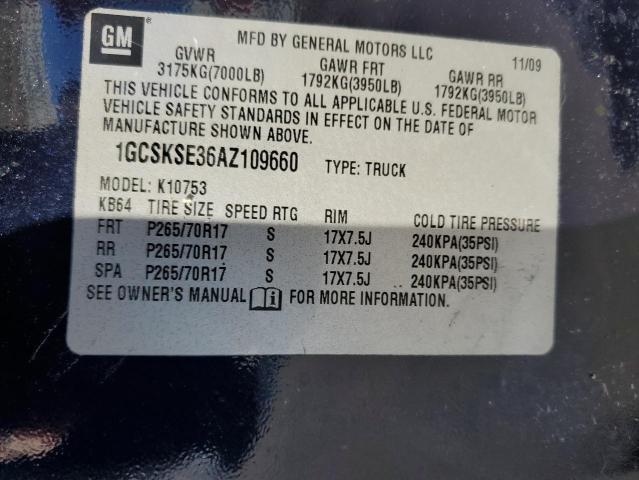 GM
MFD BY GENERAL MOTORS LLC
11/09
GVWR GAWR FRT GAWR RR
3175KG(7000LB) 1792KG(3950LB) 1792KG(3950LB)
THIS VEHICLE CONFORMS TO ALL APPLICABLE U.S. FEDERAL MOTOR
VEHICLE SAFETY STANDARDS IN EFFECT ON THE DATE OF
MANUFACTURE SHOWN ABOVE.
1GCSKSE36AZ109660 TYPE: TRUCK
MODEL: K10753
KB64 TIRE SIZE SPEED RTG RIM COLD TIRE PRESSURE
FRT P265/70R17 S 17X7.5J 240KPA(35PSI)
RR P265/70R17 S 17X7.5J 240KPA(35PSI)
SPA P265/70R17 S 17X7.5J 240KPA(35PSI)
SEE OWNER'S MANUAL FOR MORE INFORMATION.